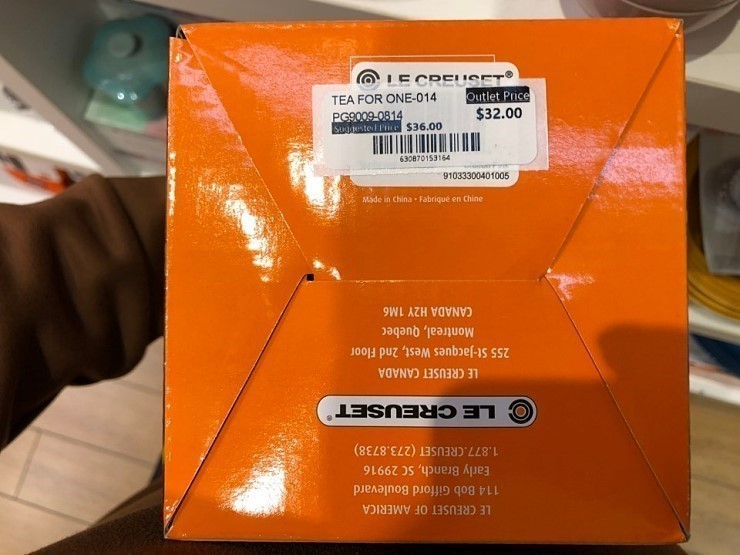 LE CREUSET®
TEA FOR ONE-014
Outlet Price
PG9009-0814
$32.00
Suggested Price $36.00
630870153164
91033300401005
Made in China • Fabriqué en Chine
LE CREUSET OF AMERICA
114 Bob Gifford Boulevard
Early Branch, SC 29916
1.877.CREUSET (273.8738)
LE CREUSET®
LE CREUSET CANADA
255 St-Jacques West, 2nd Floor
Montreal, Quebec
CANADA H2Y 1M6